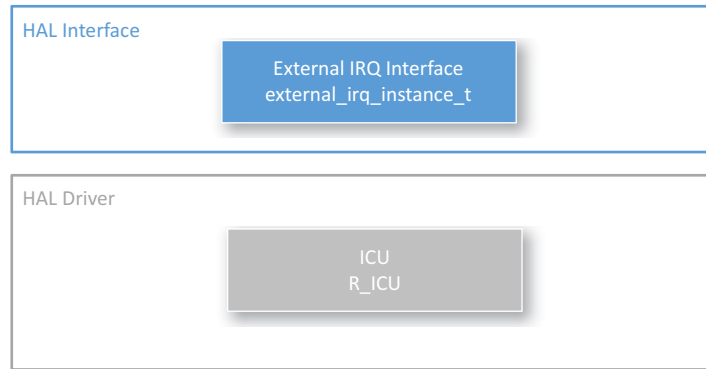 HAL Interface
External IRQ Interface
external_irq_instance_t
HAL Driver
ICU
R_ICU